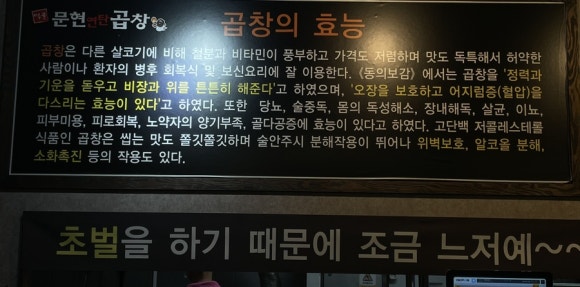 문현반단곱창 곱창의 효능
곱창은 다른 살코기에 비해 철분과 비타민이 풍부하고 가격도 저렴하며 맛도 독특해서 허약한
사람이나 환자의 병후 회복식 및 보신요리에 잘 이용한다. 《동의보감》에서는 곱창을 '정력과
기운을 돋우고 비장과 위를 튼튼히 해준다'고 하였으며, '오장을 보호하고 어지럼증(혈압)을
다스리는 효능이 있다'고 하였다. 또한 당뇨, 술중독, 몸의 독성해소, 장내해독, 살균, 이뇨,
피부미용, 피로회복, 노약자의 양기부족, 골다공증에 효능이 있다고 하였다. 고단백 저콜레스테롤
식품인 곱창은 씹는 맛도 쫄깃쫄깃하며 술안주시 분해작용이 뛰어나 위벽보호, 알코올 분해,
소화촉진 등의 작용도 있다.
초벌을 하기 때문에 조금 느저예~~